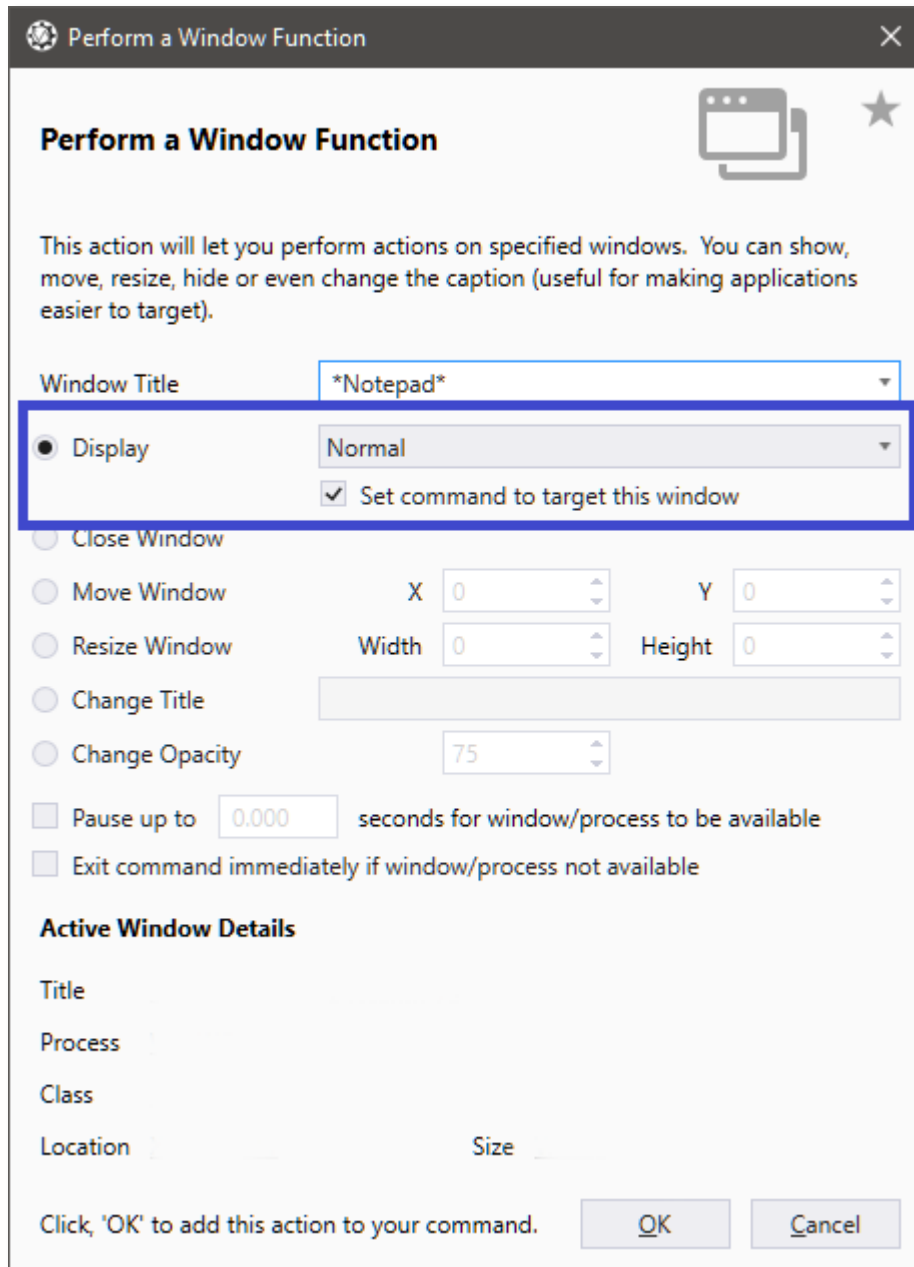 Perform a Window Function
Perform a Window Function
This action will let you perform actions on specified windows.  You can show,
move, resize, hide or even change the caption (useful for making applications
easier to target).
Window Title *Notepad*
Display Normal
Set command to target this window
Close Window
Move Window X 0 Y 0
Resize Window Width 0 Height 0
Change Title
Change Opacity 75
Pause up to 0.000 seconds for window/process to be available
Exit command immediately if window/process not available
Active Window Details
Title
Process
Class
Location Size
Click, 'OK' to add this action to your command. OK Cancel